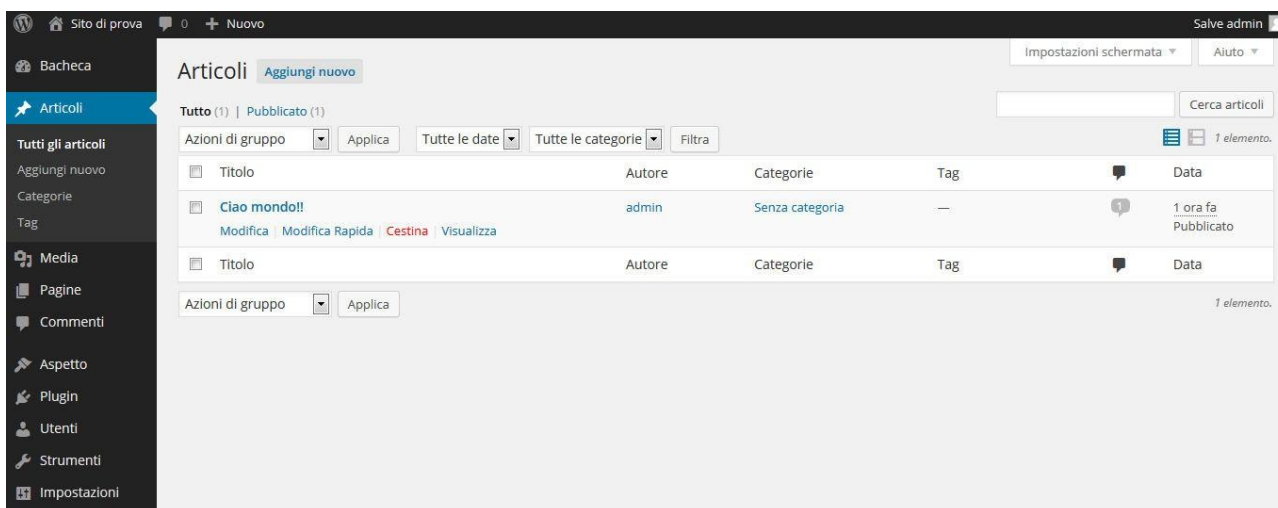 Sito di prova 0 + Nuovo Salve admin
Impostazioni schermata Aiuto
Bacheca
Articoli
Tutti gli articoli
Aggiungi nuovo
Categorie
Tag
Media
Pagine
Commenti
Aspetto
Plugin
Utenti
Strumenti
Impostazioni
Articoli Aggiungi nuovo
Tutto (1) | Pubblicato (1)
Cerca articoli
Azioni di gruppo Applica Tutte le date Tutte le categorie Filtra 1 elemento.
Titolo Autore Categorie Tag Data
Ciao mondo!! admin Senza categoria — 1 1 ora fa
Modifica | Modifica Rapida | Cestina | Visualizza Pubblicato
Titolo Autore Categorie Tag Data
Azioni di gruppo Applica 1 elemento.